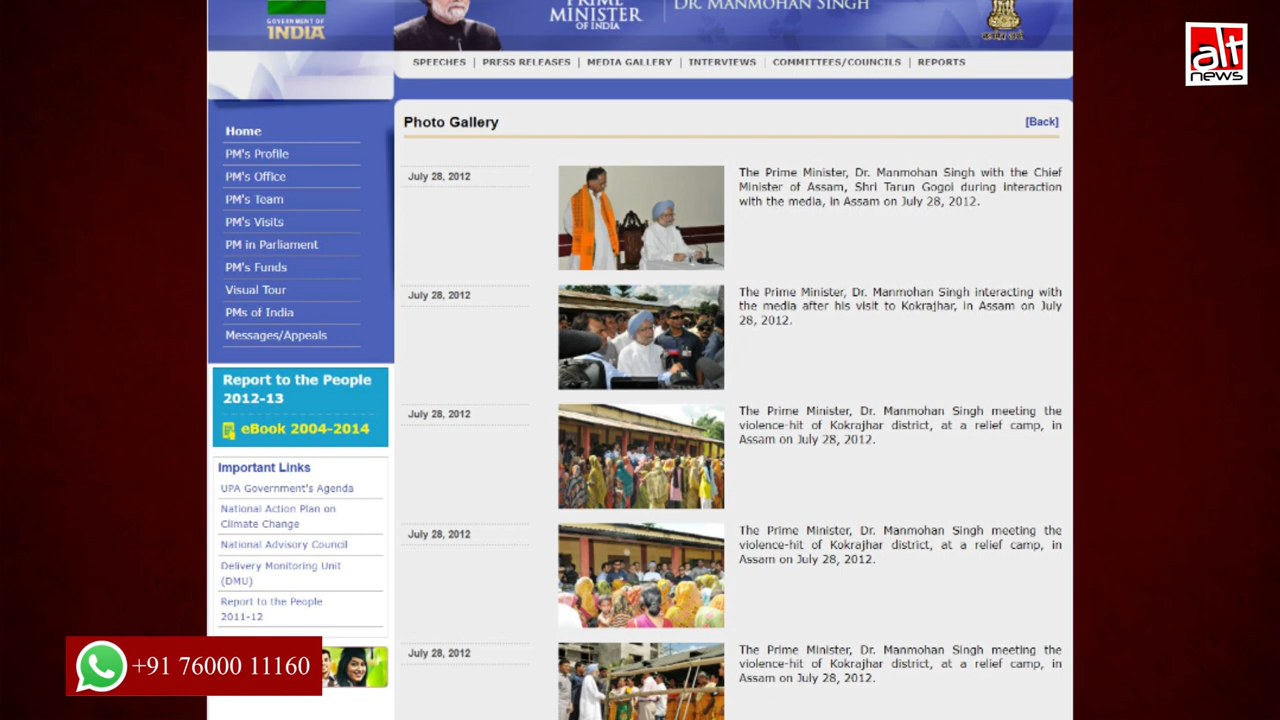 GOVERNMENT OF
INDIA
PRIME
MINISTER
OF INDIA
DR. MANMOHAN SINGH
alt
news
SPEECHES | PRESS RELEASES | MEDIA GALLERY | INTERVIEWS | COMMITTEES/COUNCILS | REPORTS
Photo Gallery
[Back]
Home
PM's Profile
PM's Office
PM's Team
PM's Visits
PM in Parliament
PM's Funds
Visual Tour
PMs of India
Messages/Appeals
Report to the People
2012-13
eBook 2004-2014
Important Links
UPA Government's Agenda
National Action Plan on
Climate Change
National Advisory Council
Delivery Monitoring Unit
(DMU)
Report to the People
2011-12
July 28, 2012
The Prime Minister, Dr. Manmohan Singh with the Chief
Minister of Assam, Shri Tarun Gogoi during interaction
with the media, in Assam on July 28, 2012.
July 28, 2012
The Prime Minister, Dr. Manmohan Singh interacting with
the media after his visit to Kokrajhar, in Assam on July
28, 2012.
July 28, 2012
The Prime Minister, Dr. Manmohan Singh meeting the
violence-hit of Kokrajhar district, at a relief camp, in
Assam on July 28, 2012.
July 28, 2012
The Prime Minister, Dr. Manmohan Singh meeting the
violence-hit of Kokrajhar district, at a relief camp, in
Assam on July 28, 2012.
July 28, 2012
The Prime Minister, Dr. Manmohan Singh meeting the
violence-hit of Kokrajhar district, at a relief camp, in
Assam on July 28, 2012.
+91 76000 11160